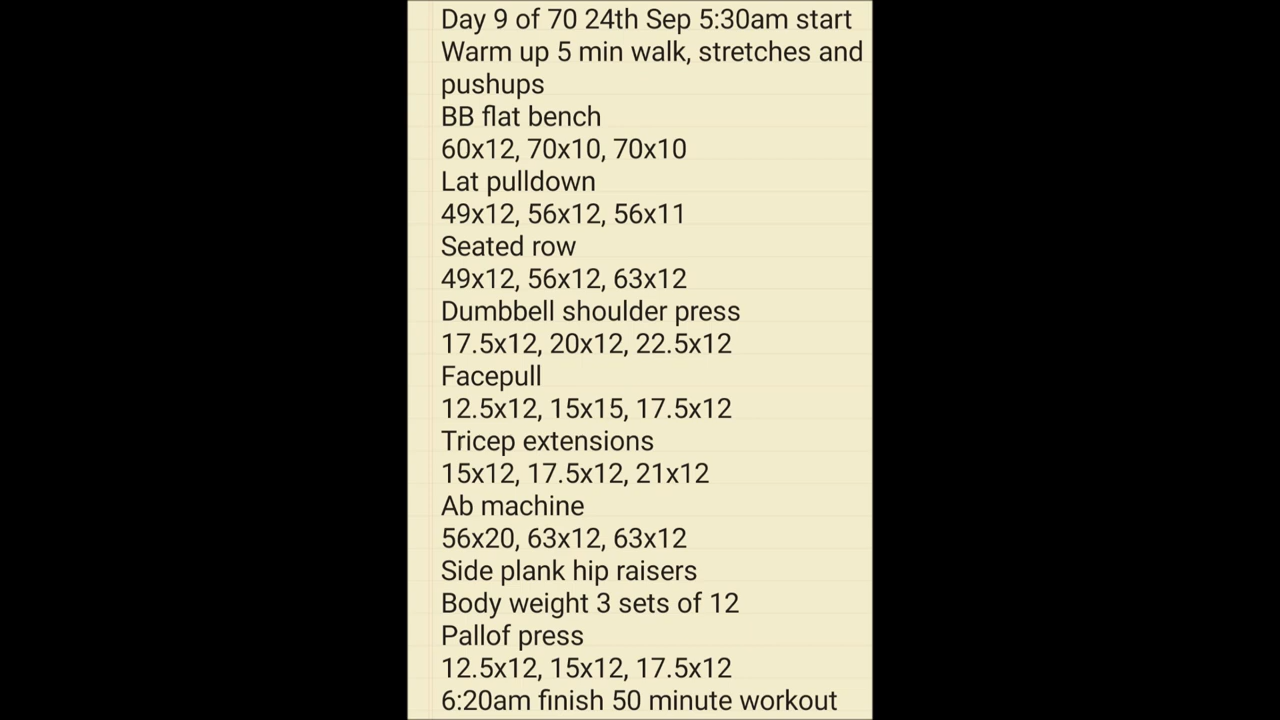 Day 9 of 70 24th Sep 5:30am start
Warm up 5 min walk, stretches and
pushups
BB flat bench
60x12, 70x10, 70x10
Lat pulldown
49x12, 56x12, 56x11
Seated row
49x12, 56x12, 63x12
Dumbbell shoulder press
17.5x12, 20x12, 22.5x12
Facepull
12.5x12, 15x15, 17.5x12
Tricep extensions
15x12, 17.5x12, 21x12
Ab machine
56x20, 63x12, 63x12
Side plank hip raisers
Body weight 3 sets of 12
Pallof press
12.5x12, 15x12, 17.5x12
6:20am finish 50 minute workout